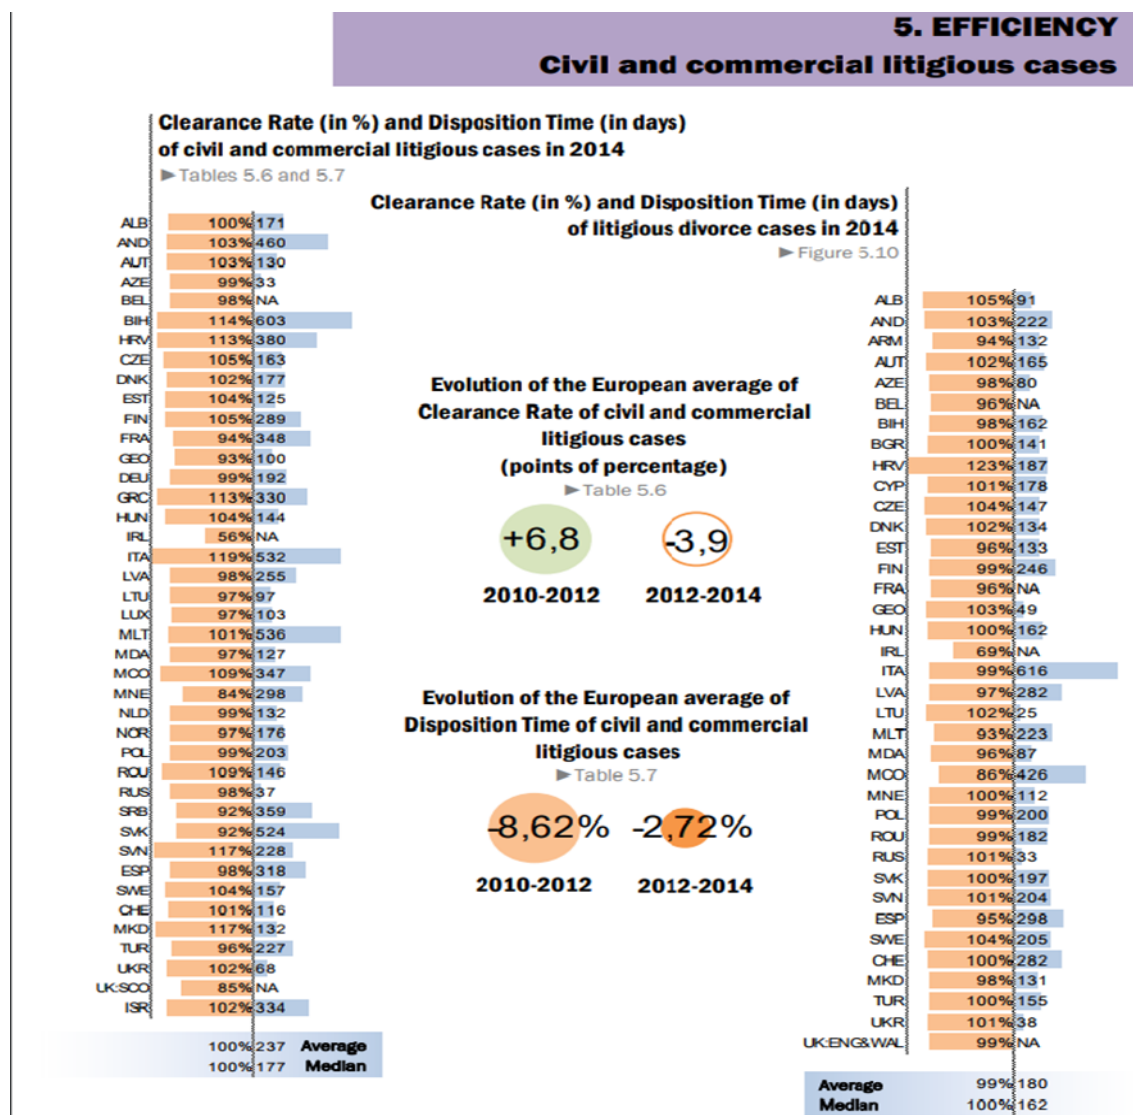 5. EFFICIENCY
Civil and commercial litigious cases
Clearance Rate (in %) and Disposition Time (in days)
of civil and commercial litigious cases in 2014
►Tables 5.6 and 5.7
ALB 100% 171
AND 103% 460
AUT 103% 130
AZE 99% 33
BEL 98% NA
BIH 114% 603
HRV 113% 380
CZE 105% 163
DNK 102% 177
EST 104% 125
FIN 105% 289
FRA 94% 348
GEO 93% 100
DEU 99% 192
GRC 113% 330
HUN 104% 144
IRL 56% NA
ITA 119% 532
LVA 98% 255
LTU 97% 97
LUX 97% 103
MLT 101% 536
MDA 97% 127
MCO 109% 347
MNE 84% 298
NLD 99% 132
NOR 97% 176
POL 99% 203
ROU 109% 146
RUS 98% 37
SRB 92% 359
SVK 92% 524
SVN 117% 228
ESP 98% 318
SWE 104% 157
CHE 101% 116
MKD 117% 132
TUR 96% 227
UKR 102% 68
UK:SCO 85% NA
ISR 102% 334
100% 237 Average
100% 177 Median
Evolution of the European average of
Clearance Rate of civil and commercial
litigious cases
(points of percentage)
►Table 5.6
+6,8 -3,9
2010-2012 2012-2014
Evolution of the European average of
Disposition Time of civil and commercial
litigious cases
►Table 5.7
-8,62% -2,72%
2010-2012 2012-2014
Clearance Rate (in %) and Disposition Time (in days)
of litigious divorce cases in 2014
►Figure 5.10
ALB 105% 91
AND 103% 222
ARM 94% 132
AUT 102% 165
AZE 98% 80
BEL 96% NA
BIH 98% 162
BGR 100% 141
HRV 123% 187
CYP 101% 178
CZE 104% 147
DNK 102% 134
EST 96% 133
FIN 99% 246
FRA 96% NA
GEO 103% 49
HUN 100% 162
IRL 69% NA
ITA 99% 616
LVA 97% 282
LTU 102% 25
MLT 93% 223
MDA 96% 87
MCO 86% 426
MNE 100% 112
POL 99% 200
ROU 99% 182
RUS 101% 33
SVK 100% 197
SVN 101% 204
ESP 95% 298
SWE 104% 205
CHE 100% 282
MKD 98% 131
TUR 100% 155
UKR 101% 38
UK:ENG&WAL 99% NA
Average 99% 180
Median 100% 162